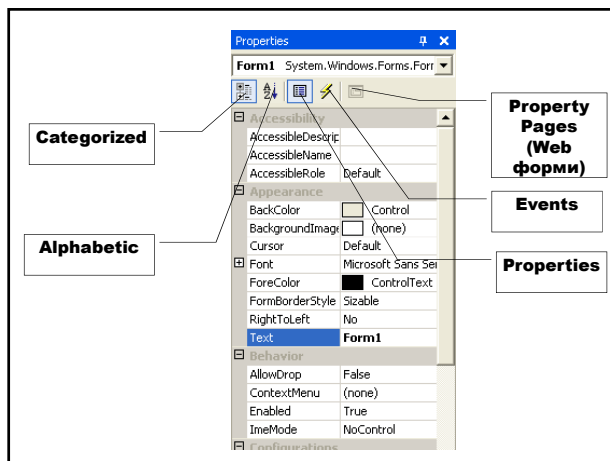 Properties
Form1 System.Windows.Forms.Forr
Categorized
Alphabetic
Property
Pages
(Web
форми)
Events
Properties
Accessibility
AccessibleDescrip
AccessibleName
AccessibleRole Default
Appearance
BackColor Control
BackgroundImage (none)
Cursor Default
Font Microsoft Sans Ser
ForeColor ControlText
FormBorderStyle Sizable
RightToLeft No
Text Form1
Behavior
AllowDrop False
ContextMenu (none)
Enabled True
ImeMode NoControl
Configurations